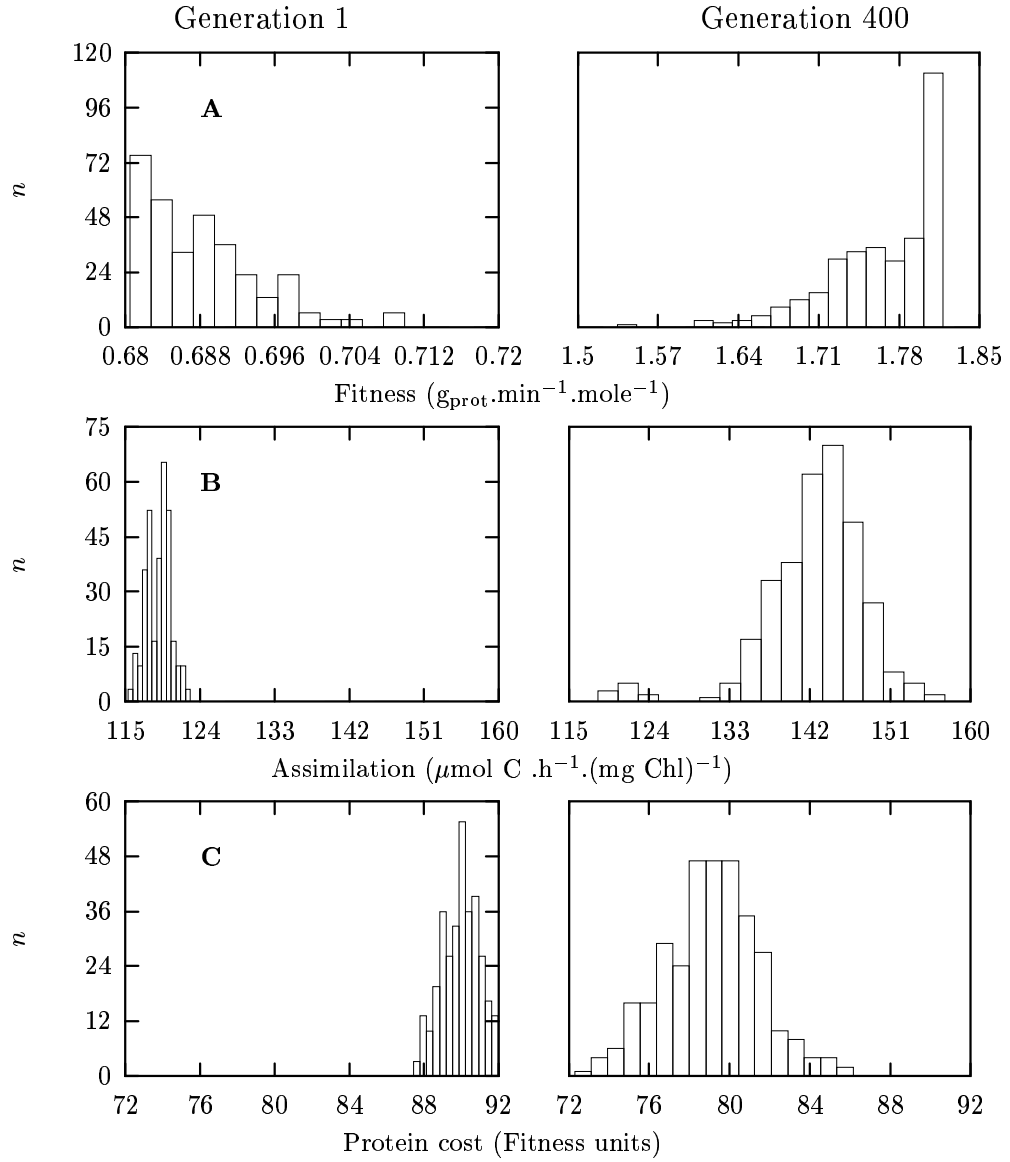 Generation 1 Generation 400
120
96
72
48
24
0
n
A
0.68 0.688 0.696 0.704 0.712 0.72
1.5 1.57 1.64 1.71 1.78 1.85
Fitness (g_prot.min⁻¹.mole⁻¹)
75
60
45
30
15
0
n
B
115 124 133 142 151 160
115 124 133 142 151 160
Assimilation (μmol C .h⁻¹.(mg Chl)⁻¹)
60
48
36
24
12
0
n
C
72 76 80 84 88 92
72 76 80 84 88 92
Protein cost (Fitness units)